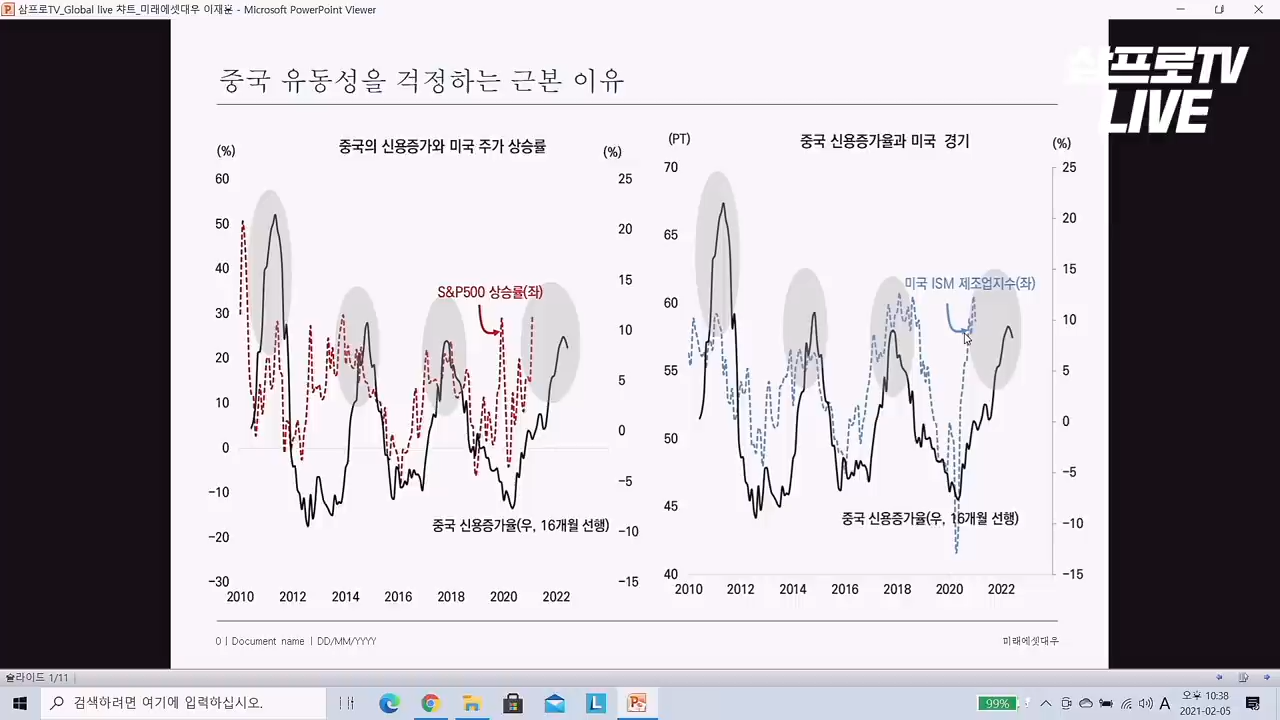 삼프로TV_Global live 챠트_미래에셋대우 이재훈 - Microsoft PowerPoint Viewer
삼프로TV
LIVE
중국 유동성을 걱정하는 근본 이유
중국의 신용증가와 미국 주가 상승률
(%)
(%)
60
50
40
30
20
10
0
-10
-20
-30
25
20
15
10
5
0
-5
-10
-15
S&P500 상승률(좌)
중국 신용증가율(우, 16개월 선행)
2010 2012 2014 2016 2018 2020 2022
중국 신용증가율과 미국 경기
(PT)
(%)
70
65
60
55
50
45
40
25
20
15
10
5
0
-5
-10
-15
미국 ISM 제조업지수(좌)
중국 신용증가율(우, 16개월 선행)
2010 2012 2014 2016 2018 2020 2022
0 | Document name | DD/MM/YYYY
미래에셋대우
슬라이드 1/11
검색하려면 여기에 입력하십시오.
99%
A
오후 10:38
2021-02-05